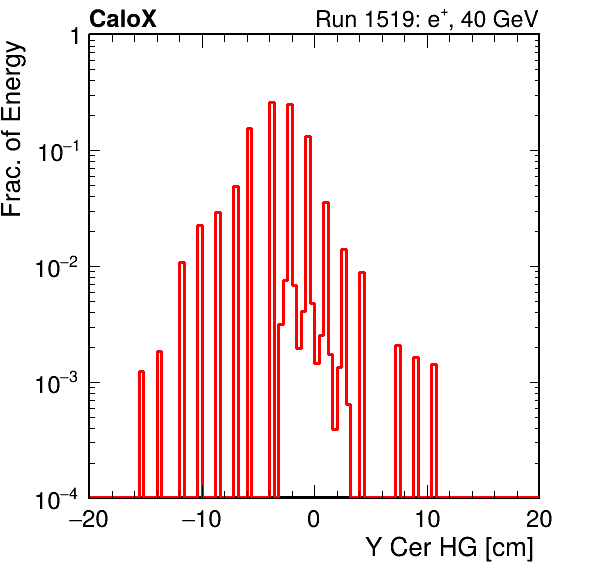 CaloX Run 1519: e⁺, 40 GeV
Frac. of Energy
1
10⁻¹
10⁻²
10⁻³
10⁻⁴
−20 −10 0 10 20
Y Cer HG [cm]